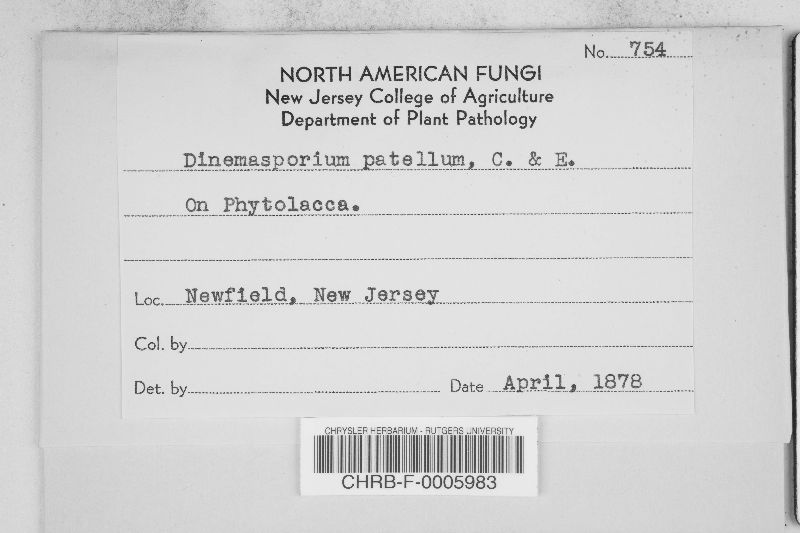 No. 754
NORTH AMERICAN FUNGI
New Jersey College of Agriculture
Department of Plant Pathology
Dinemasporium patellum, C. & E.
On Phytolacca.
Loc. Newfield, New Jersey
Col. by
Det. by Date April, 1878
CHRYSLER HERBARIUM - RUTGERS UNIVERSITY
CHRB-F-0005983